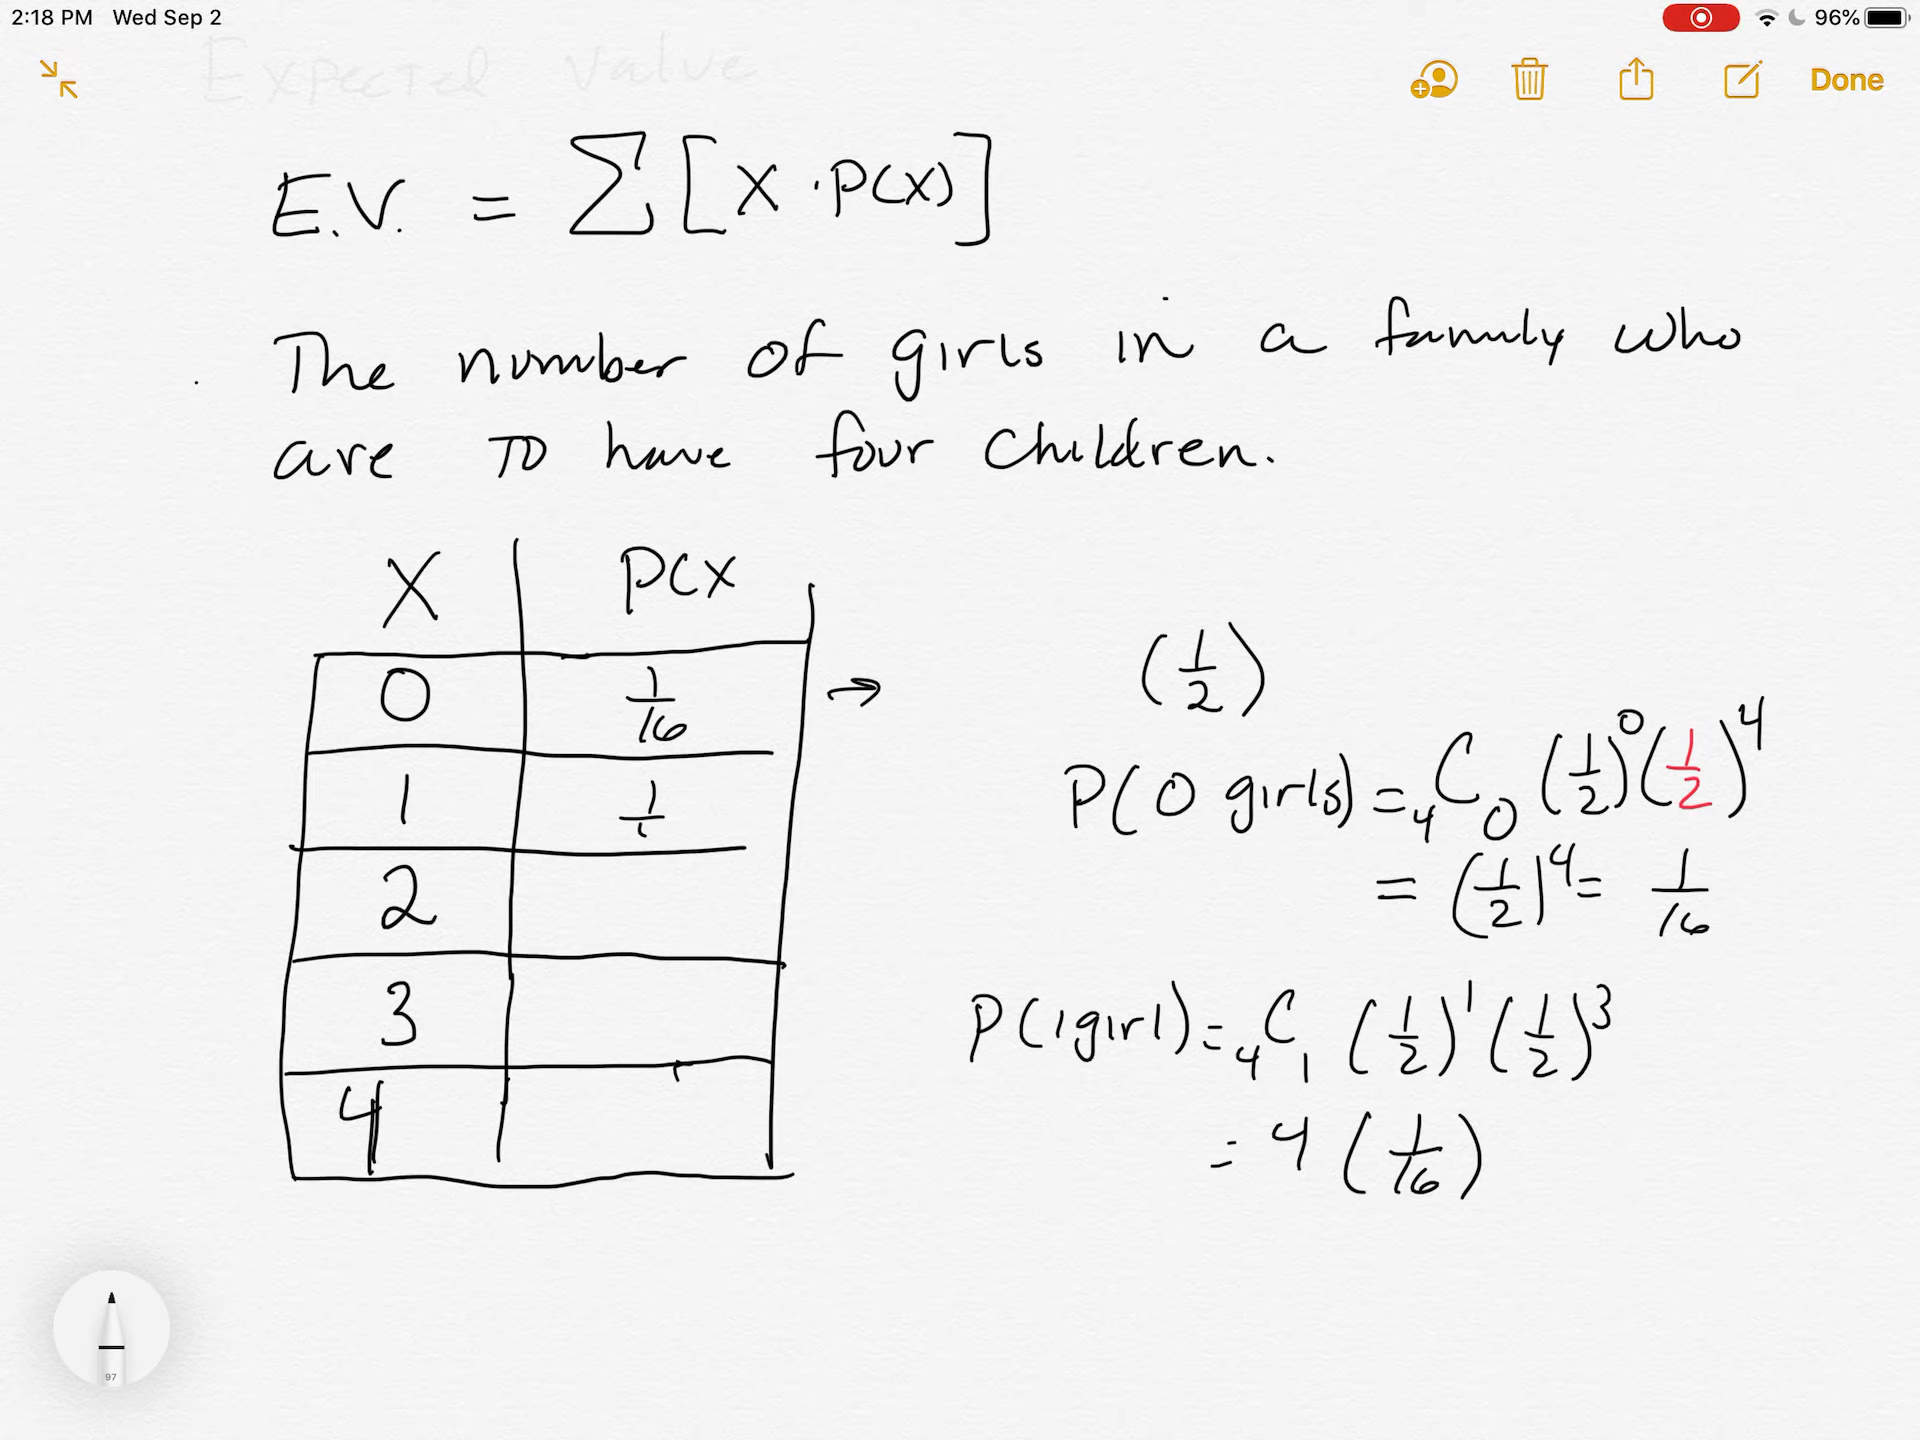 2:18 PM Wed Sep 2
96%
Expected Value
Done
E.V. = Σ[X · P(X)]
The number of girls in a family who
are to have four children.
X P(X
0 1/16 →
1 1/
2
3
4
(1/2)
P(0 girls) = ₄C₀ (1/2)⁰(1/2)⁴
= (1/2)⁴ = 1/16
P(1girl) = ₄C₁ (1/2)¹(1/2)³
= 4 (1/16)
97